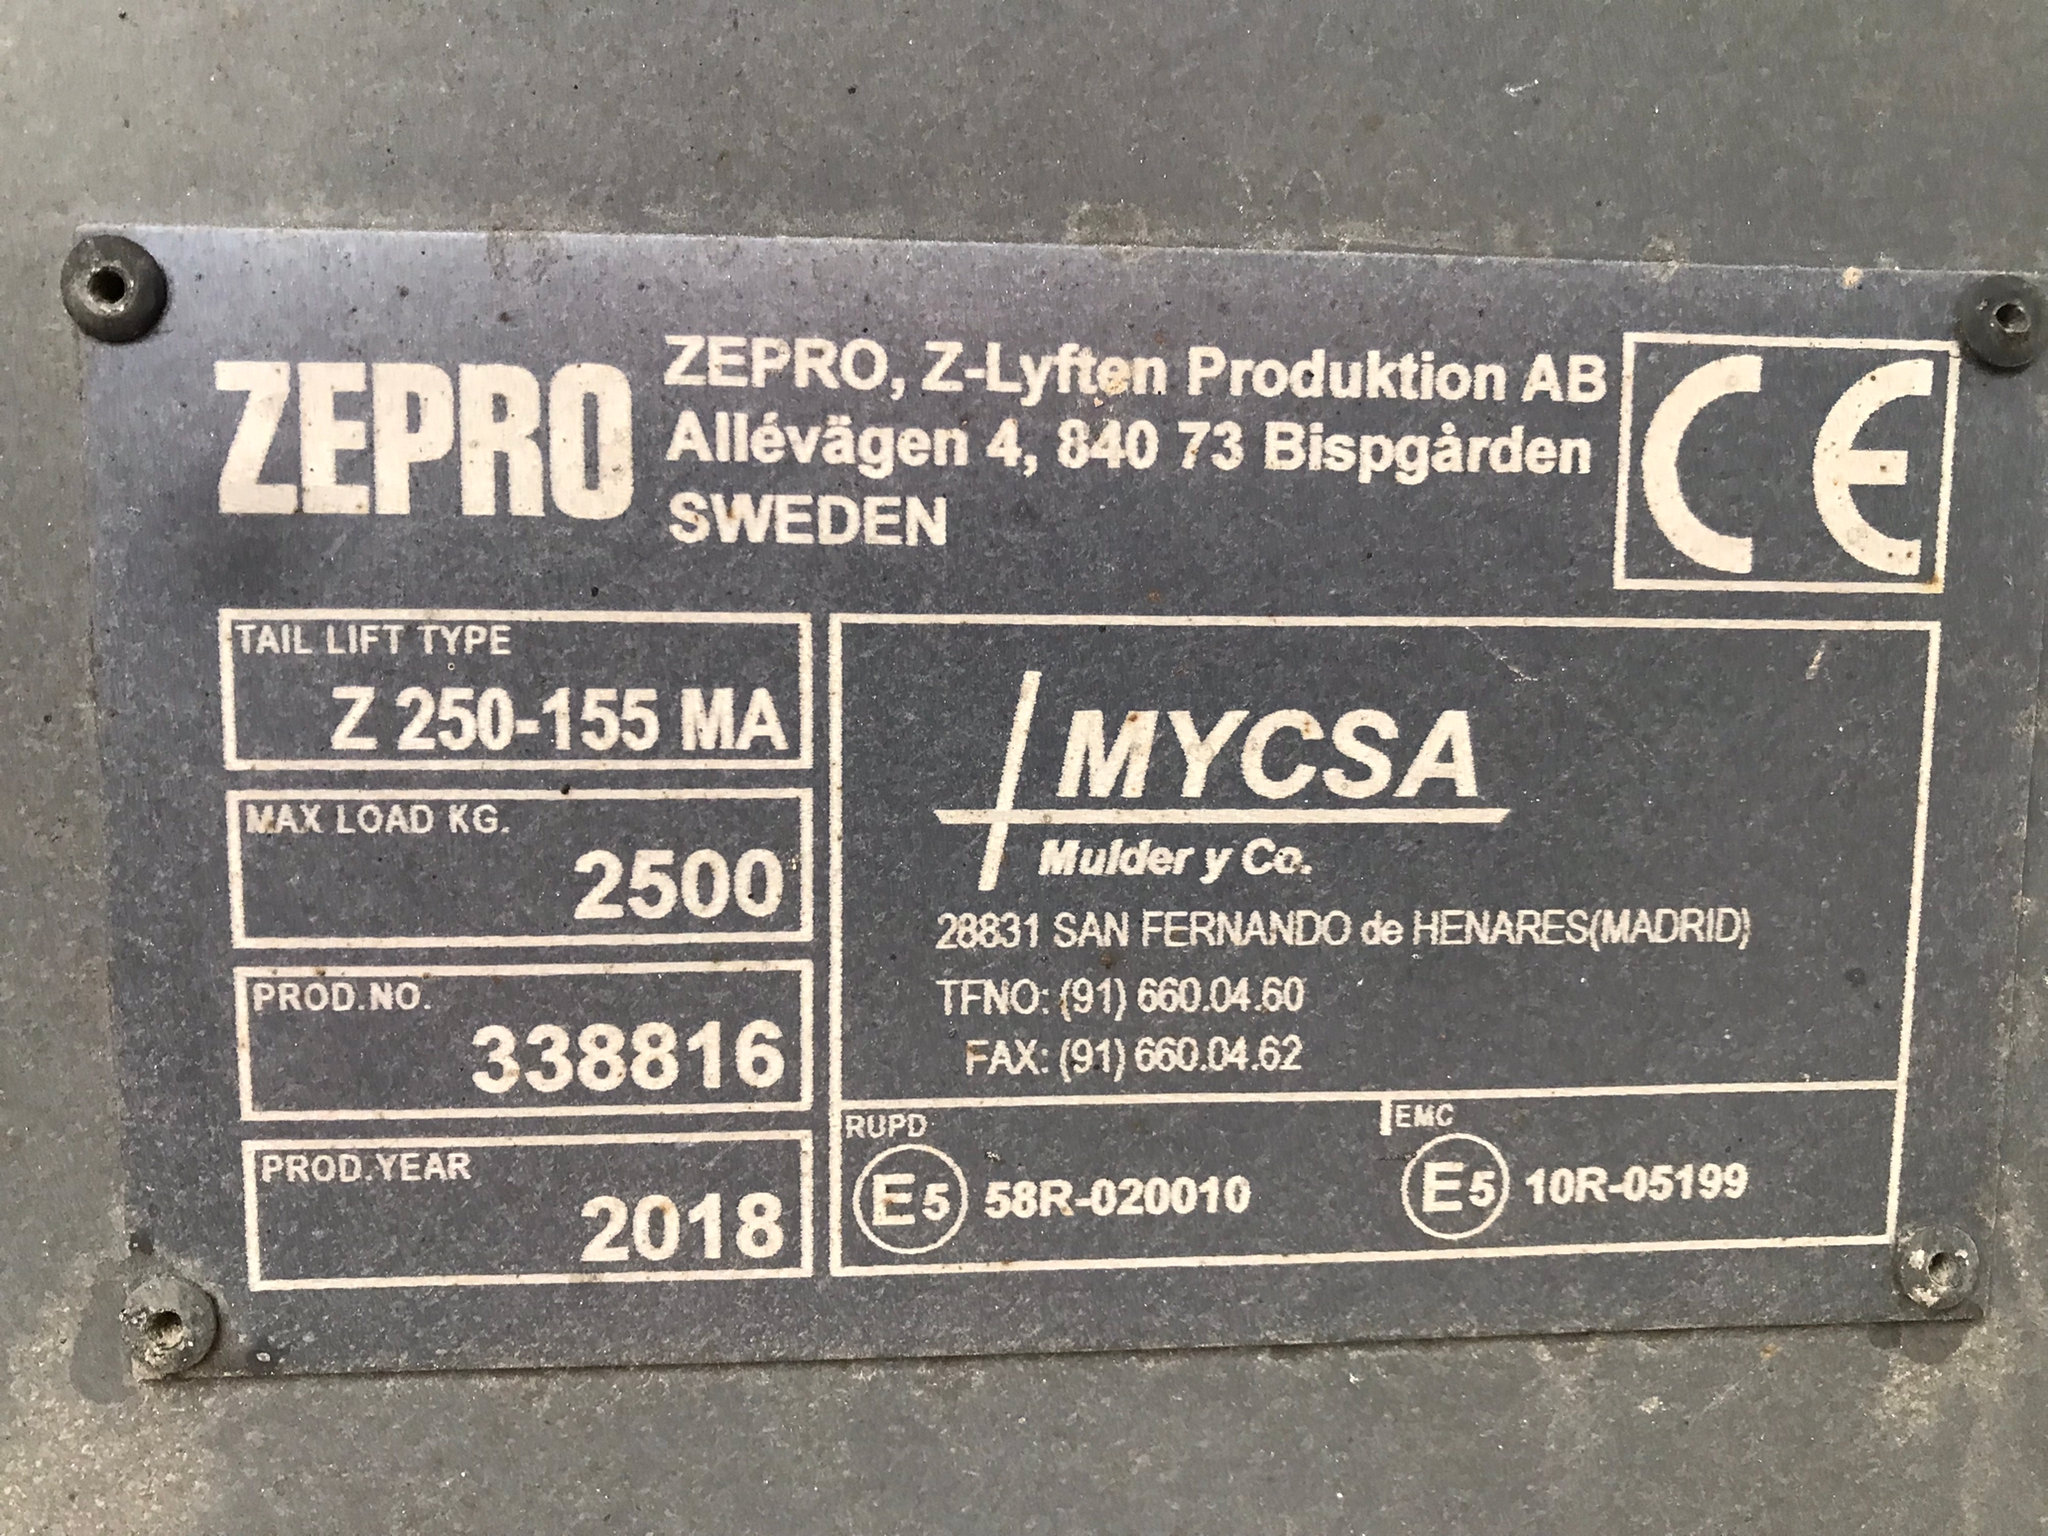 ZEPRO
ZEPRO, Z-Lyften Produktion AB
Allévägen 4, 840 73 Bispgården
SWEDEN
CE
TAIL LIFT TYPE
Z 250-155 MA
MAX LOAD KG.
2500
PROD.NO.
338816
PROD.YEAR
2018
MYCSA
Mulder y Co.
28831 SAN FERNANDO de HENARES(MADRID)
TFNO: (91) 660.04.60
FAX: (91) 660.04.62
RUPD
E5 58R-020010
EMC
E5 10R-05199